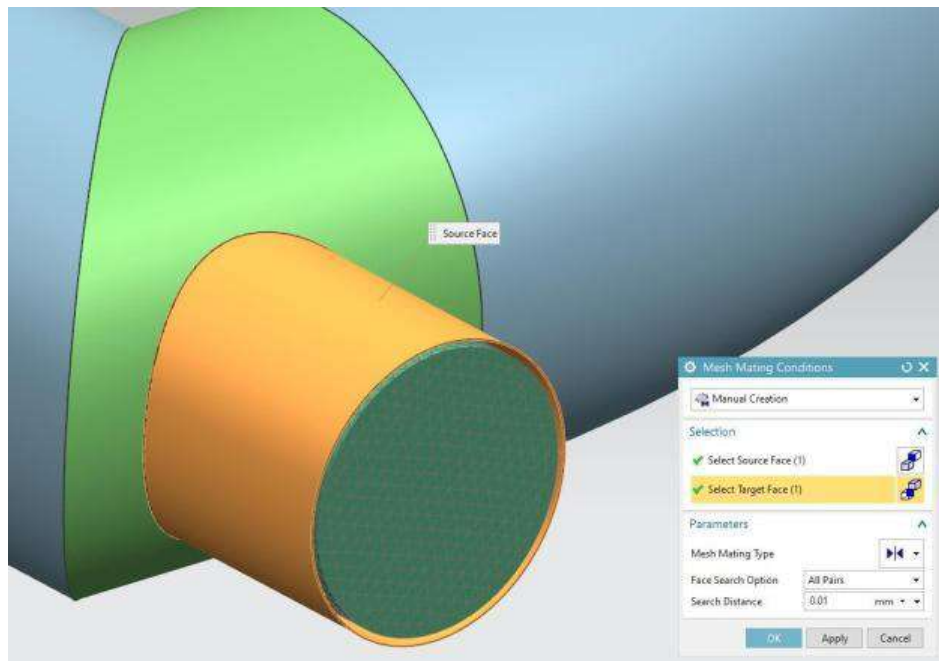 Source Face
Mesh Mating Conditions
Manual Creation
Selection
Select Source Face (1)
Select Target Face (1)
Parameters
Mesh Mating Type
Face Search Option All Pairs
Search Distance 0.01 mm
OK Apply Cancel